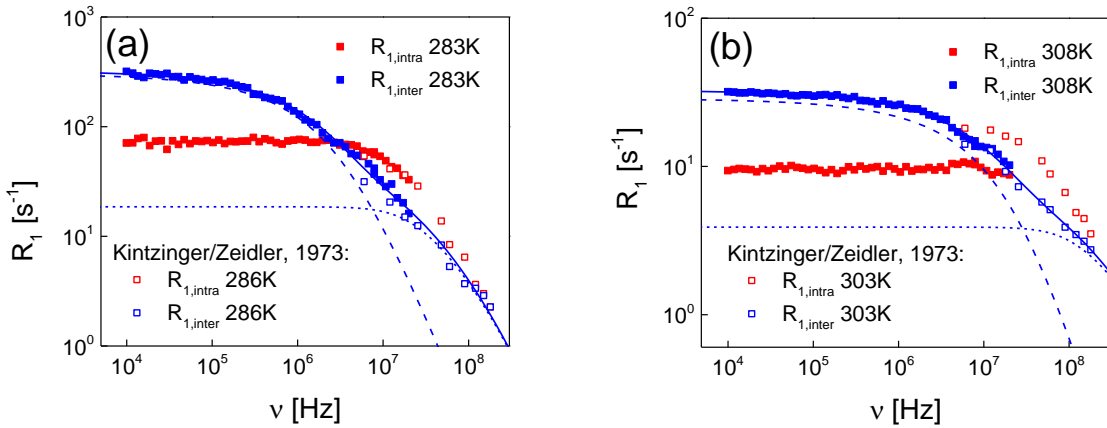 (a)
R1,intra 283K
R1,inter 283K
Kintzinger/Zeidler, 1973:
R1,intra 286K
R1,inter 286K
R1 [s-1]
10^3
10^2
10^1
10^0
10^4 10^5 10^6 10^7 10^8
ν [Hz]
(b)
R1,intra 308K
R1,inter 308K
Kintzinger/Zeidler, 1973:
R1,intra 303K
R1,inter 303K
R1 [s-1]
10^2
10^1
10^0
10^4 10^5 10^6 10^7 10^8
ν [Hz]